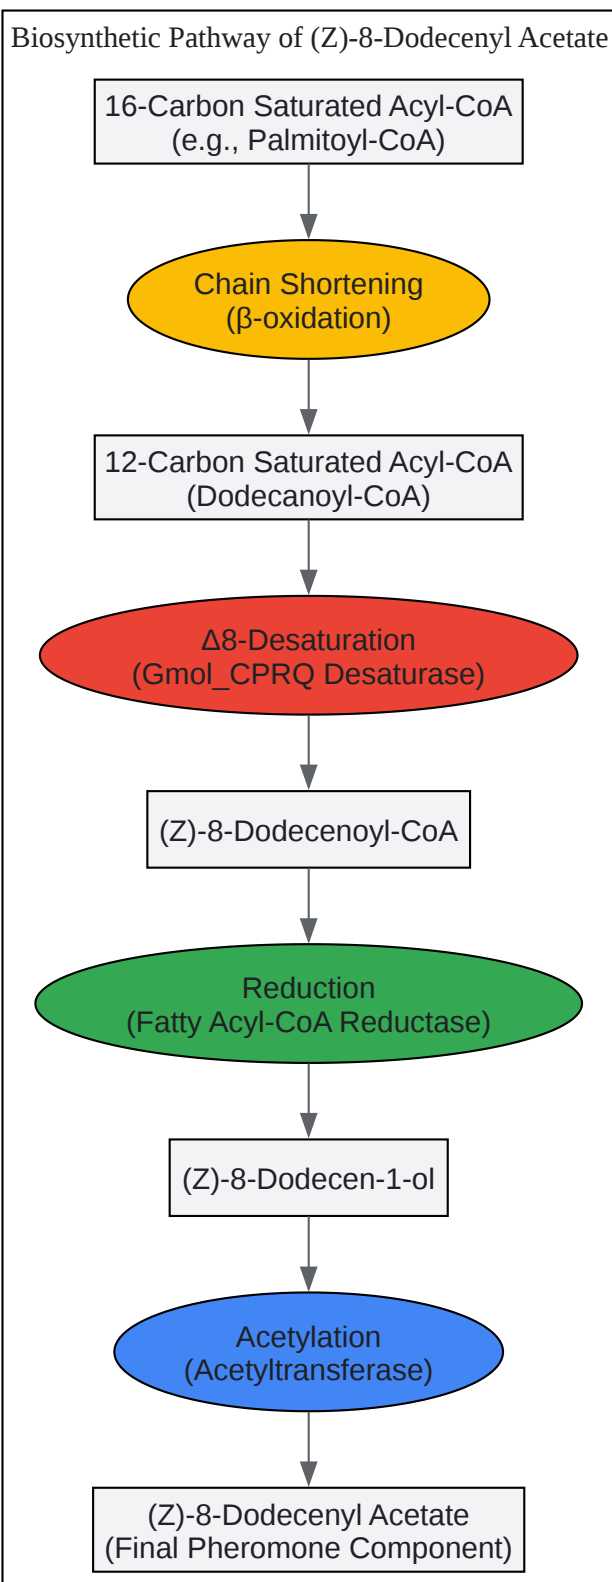 Biosynthetic Pathway of (Z)-8-Dodecenyl Acetate
16-Carbon Saturated Acyl-CoA
(e.g., Palmitoyl-CoA)
Chain Shortening
(β-oxidation)
12-Carbon Saturated Acyl-CoA
(Dodecanoyl-CoA)
Δ8-Desaturation
(Gmol_CPRQ Desaturase)
(Z)-8-Dodecenoyl-CoA
Reduction
(Fatty Acyl-CoA Reductase)
(Z)-8-Dodecen-1-ol
Acetylation
(Acetyltransferase)
(Z)-8-Dodecenyl Acetate
(Final Pheromone Component)